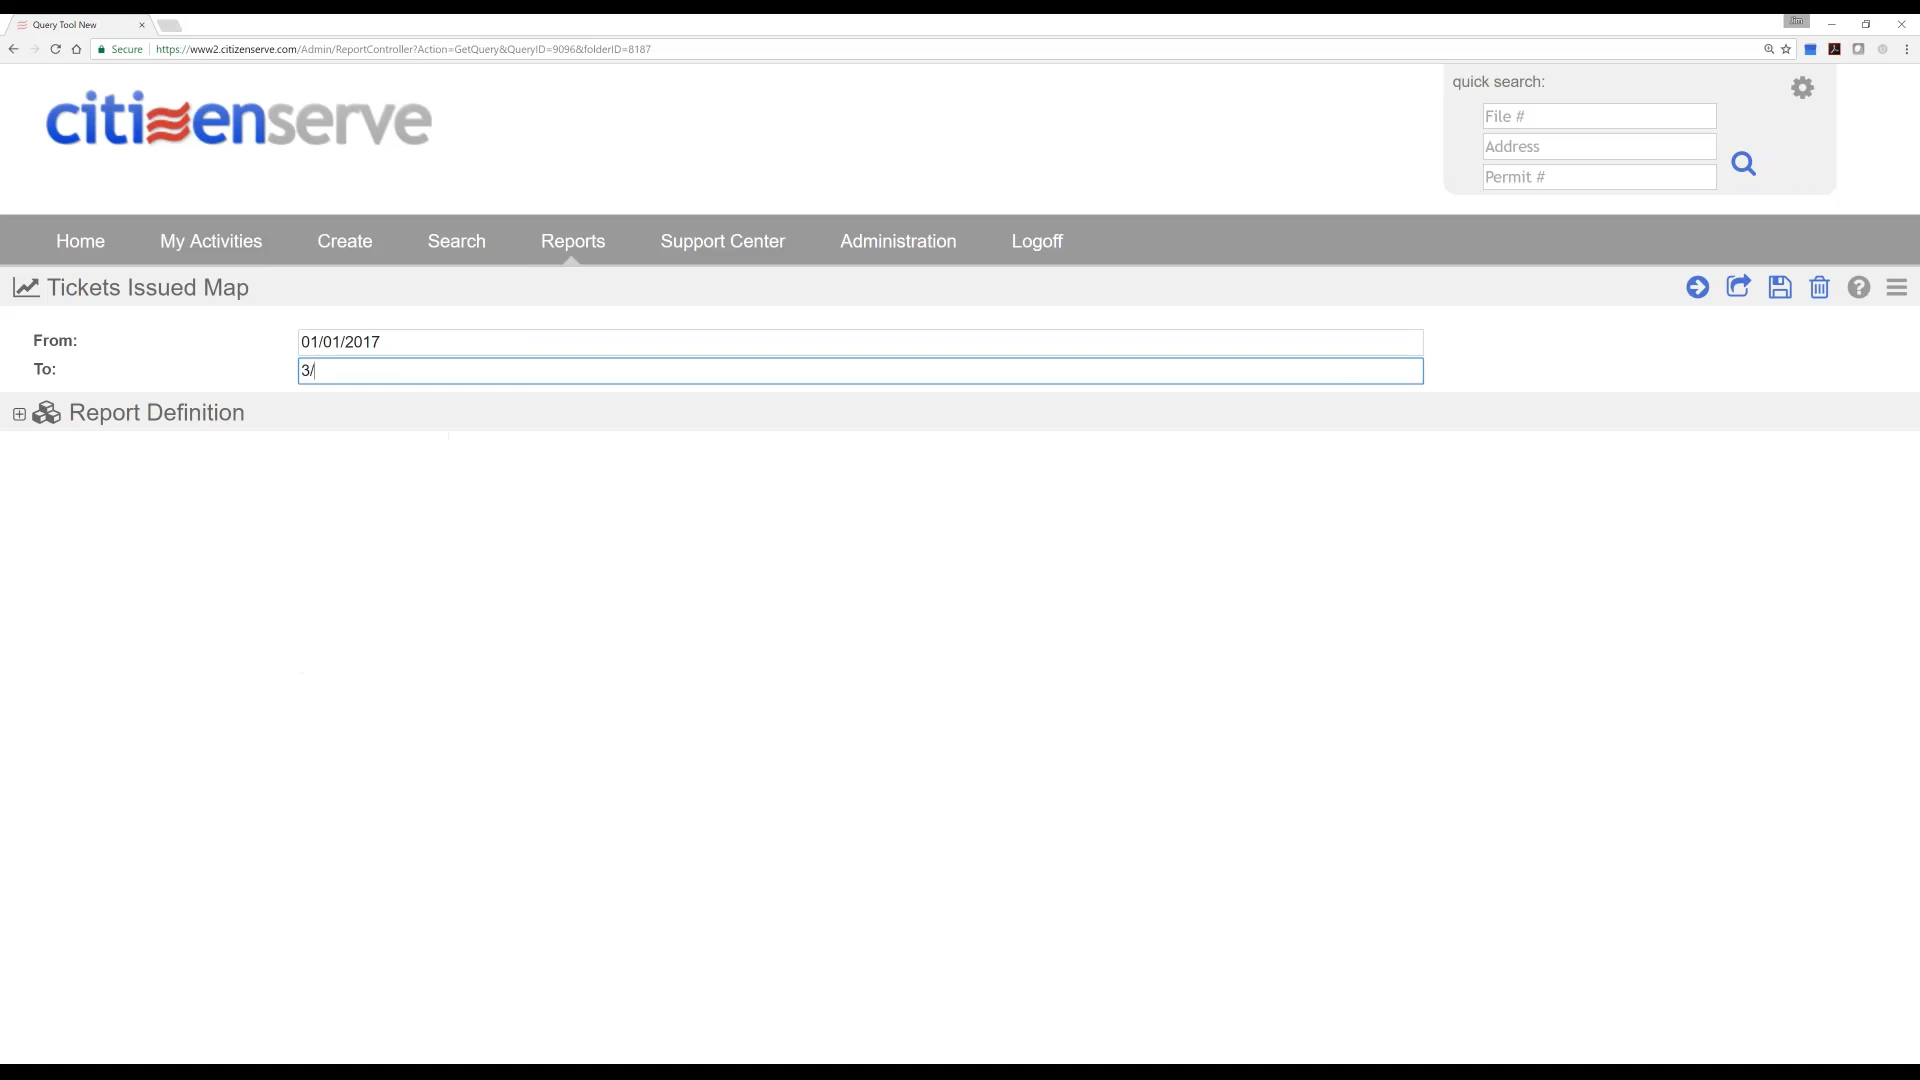 Query Tool New
Jim
Secure https://www2.citizenserve.com/Admin/ReportController?Action=GetQuery&QueryID=9096&folderID=8187
citizenserve
quick search:
File #
Address
Permit #
Home My Activities Create Search Reports Support Center Administration Logoff
Tickets Issued Map
From: 01/01/2017
To: 3/
Report Definition